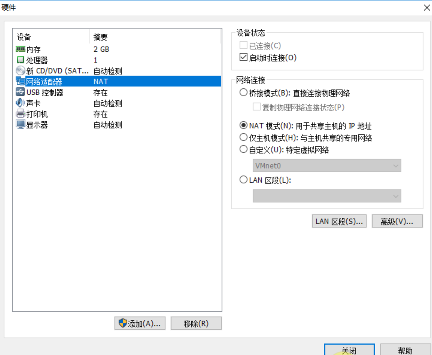 硬件
设备 摘要
内存 2 GB
处理器 1
新 CD/DVD (SAT... 自动检测
网络适配器 NAT
USB 控制器 存在
声卡 自动检测
打印机 存在
显示器 自动检测
添加(A)...
移除(R)
设备状态
已连接(C)
启动时连接(O)
网络连接
桥接模式(B): 直接连接物理网络
复制物理网络连接状态(P)
NAT 模式(N): 用于共享主机的 IP 地址
仅主机模式(H): 与主机共享的专用网络
自定义(U): 特定虚拟网络
VMnet0
LAN 区段(L):
LAN 区段(S)...
高级(V)...
关闭
帮助